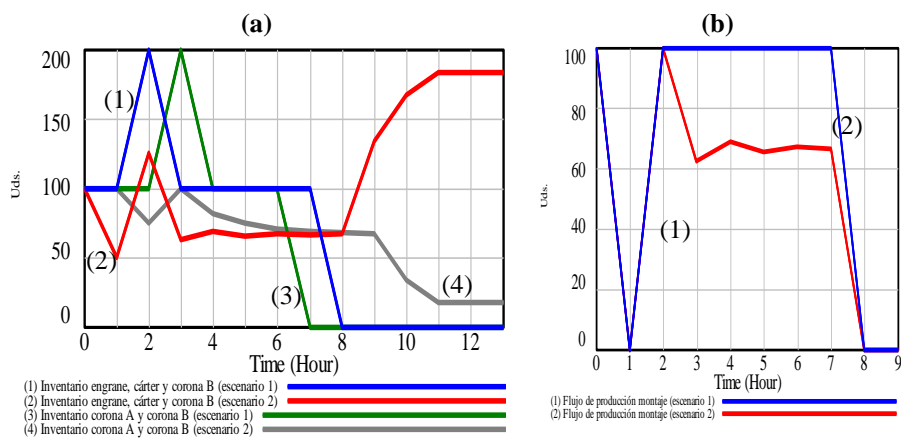 (a)
200
150
100
50
0
Uds.
(1)
(2)
(3)
(4)
0 2 4 6 8 10 12
Time (Hour)
(1) Inventario engrane, cárter y corona B (escenario 1)
(2) Inventario engrane, cárter y corona B (escenario 2)
(3) Inventario corona A y corona B (escenario 1)
(4) Inventario corona A y corona B (escenario 2)
(b)
100
80
60
40
20
0
Uds.
(2)
(1)
0 1 2 3 4 5 6 7 8 9
Time (Hour)
(1) Flujo de producción montaje (escenario 1)
(2) Flujo de producción montaje (escenario 2)